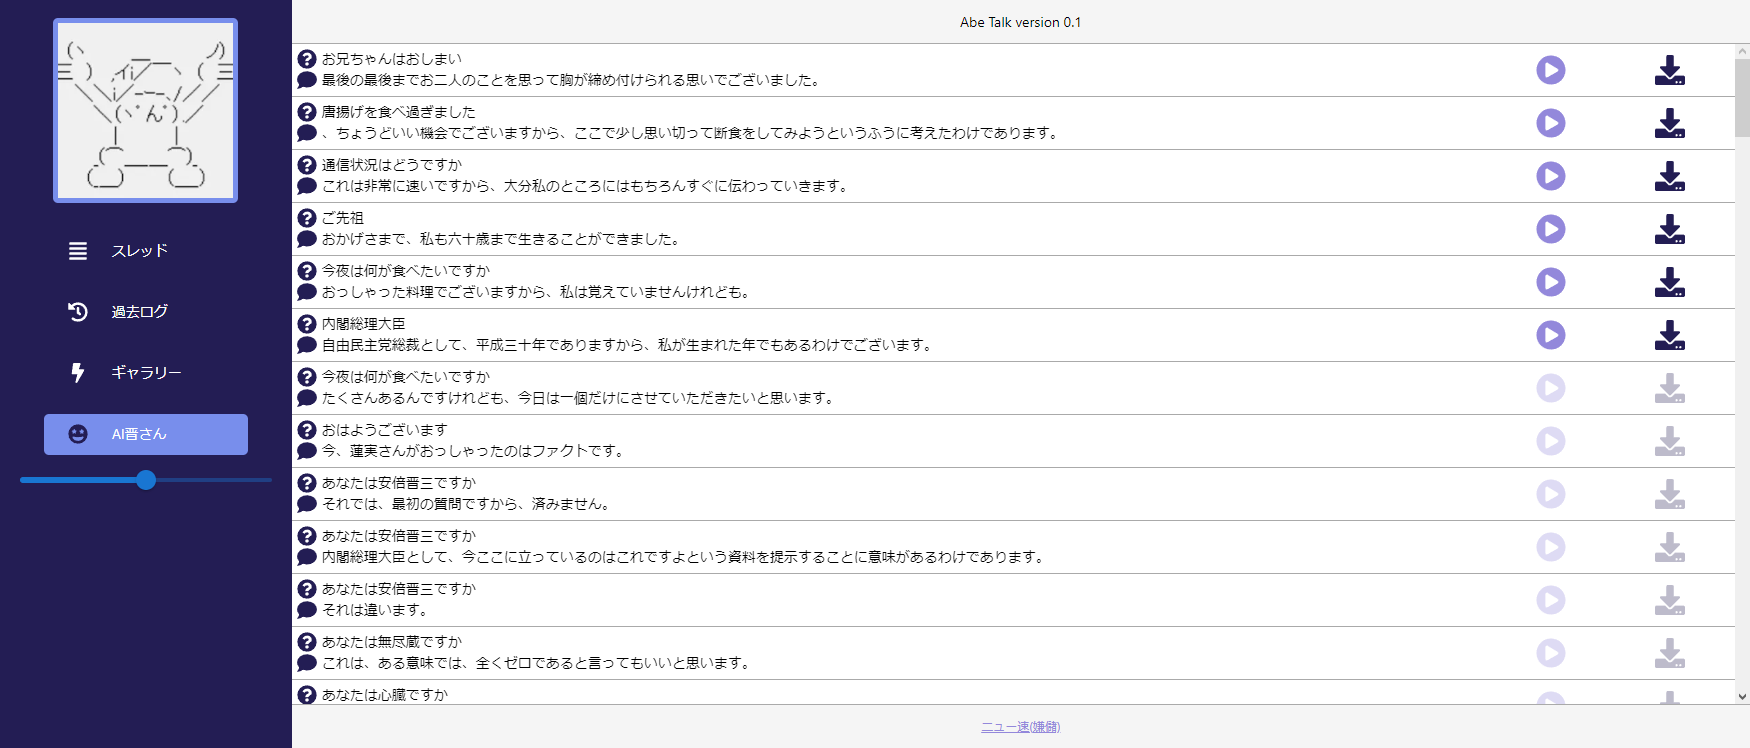 Abe Talk version 0.1
スレッド
過去ログ
ギャラリー
AI晋さん
お兄ちゃんはおしまい
最後の最後までお二人のことを思って胸が締め付けられる思いでございました。
唐揚げを食べ過ぎました
、ちょうどいい機会でございますから、ここで少し思い切って断食をしてみようというふうに考えたわけであります。
通信状況はどうですか
これは非常に速いですから、大分私のところにはもちろんすぐに伝わっていきます。
ご先祖
おかげさまで、私も六十歳まで生きることができました。
今夜は何が食べたいですか
おっしゃった料理でございますから、私は覚えていませんけれども。
内閣総理大臣
自由民主党総裁として、平成三十年でありますから、私が生まれた年でもあるわけでございます。
今夜は何が食べたいですか
たくさんあるんですけれども、今日は一個だけにさせていただきたいと思います。
おはようございます
今、蓮実さんがおっしゃったのはファクトです。
あなたは安倍晋三ですか
それでは、最初の質問ですから、済みません。
あなたは安倍晋三ですか
内閣総理大臣として、今ここに立っているのはこれですよという資料を提示することに意味があるわけであります。
あなたは安倍晋三ですか
それは違います。
あなたは無尽蔵ですか
これは、ある意味では、全くゼロであると言ってもいいと思います。
あなたは心臓ですか
ニュー速(嫌儲)